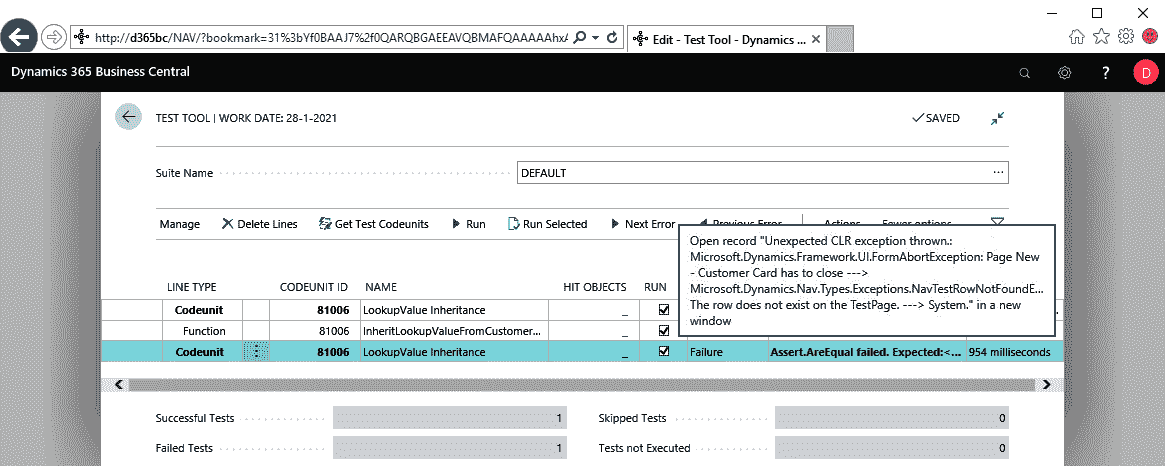 http://d365bc/NAV/?bookmark=31%3bYf0BAAJ7%2f0QARQBGAEEAVQBMAFQAAAAAhxA
Edit - Test Tool - Dynamics ...
Dynamics 365 Business Central
?
D
TEST TOOL | WORK DATE: 28-1-2021
SAVED
Suite Name
DEFAULT
...
Manage
Delete Lines
Get Test Codeunits
Run
Run Selected
Next Error
Previous Error
Actions
Fewer options
Open record "Unexpected CLR exception thrown.:
Microsoft.Dynamics.Framework.UI.FormAbortException: Page New
- Customer Card has to close --->
Microsoft.Dynamics.Nav.Types.Exceptions.NavTestRowNotFoundE...
The row does not exist on the TestPage. ---> System." in a new
window
LINE TYPE CODEUNIT ID NAME HIT OBJECTS RUN
Codeunit 81006 LookupValue Inheritance _
Function 81006 InheritLookupValueFromCustomer... _
Codeunit 81006 LookupValue Inheritance _ Failure Assert.AreEqual failed. Expected:<... 954 milliseconds
Successful Tests 1 Skipped Tests 0
Failed Tests 1 Tests not Executed 0